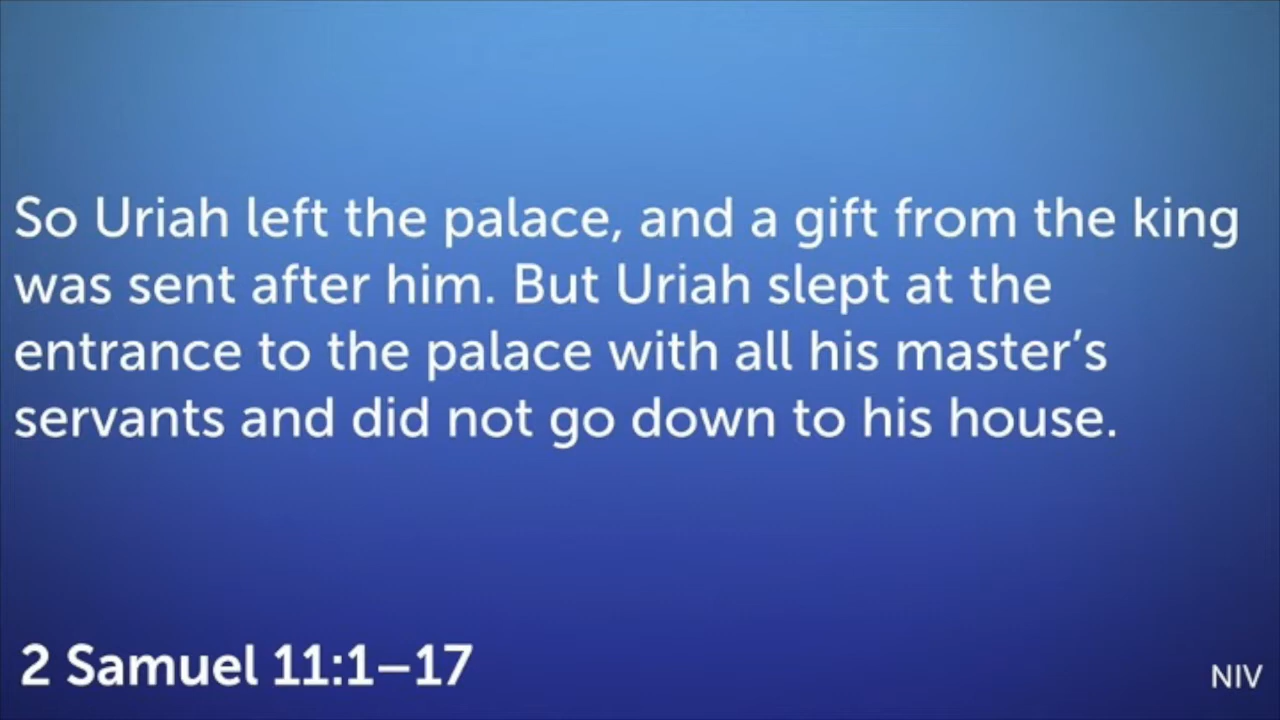 So Uriah left the palace, and a gift from the king
was sent after him. But Uriah slept at the
entrance to the palace with all his master’s
servants and did not go down to his house.
2 Samuel 11:1–17
NIV